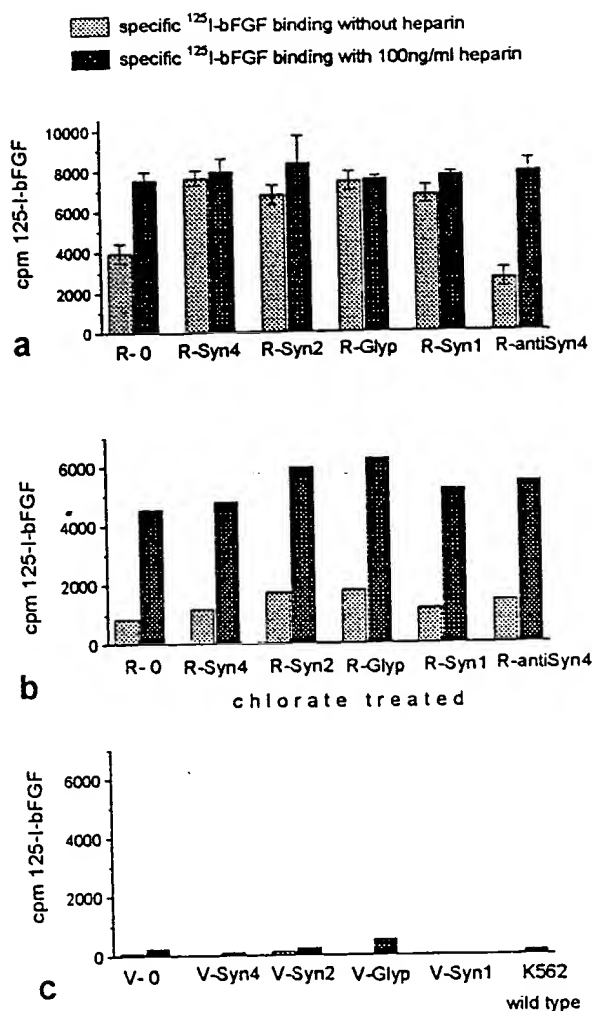 specific ¹²⁵I-bFGF binding without heparin
specific ¹²⁵I-bFGF binding with 100ng/ml heparin
cpm 125-I-bFGF
10000
8000
6000
4000
2000
0
R- 0 R-Syn4 R-Syn2 R-Glyp R-Syn1 R-antiSyn4
a
cpm 125-I-bFGF
6000
4000
2000
0
R- 0 R-Syn4 R-Syn2 R-Glyp R-Syn1 R-antiSyn4
b
chlorate treated
cpm 125-I-bFGF
6000
4000
2000
0
V- 0 V-Syn4 V-Syn2 V-Glyp V-Syn1 K562
c
wild type